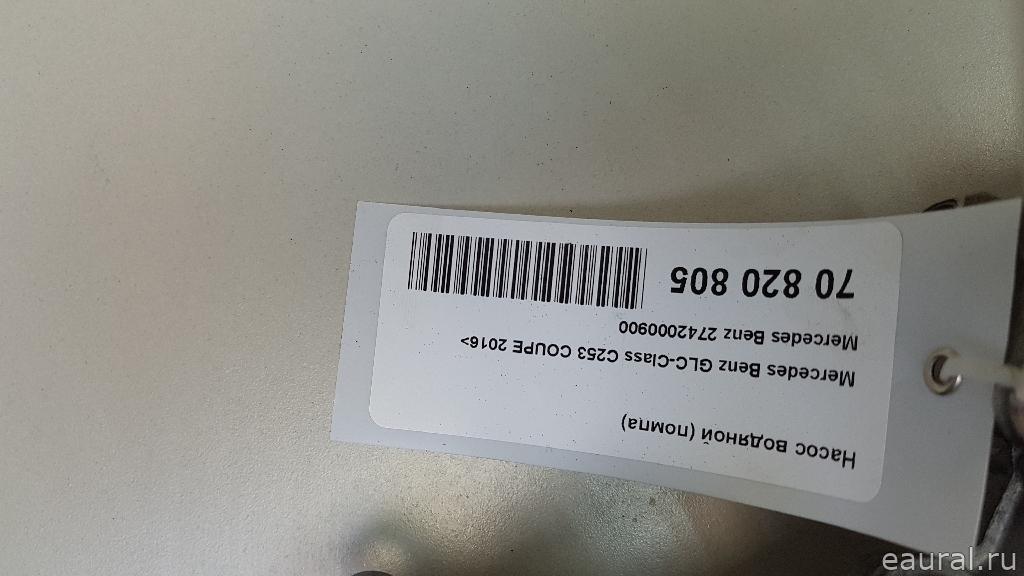 Насос водяной (помпа)
Mercedes Benz GLC-Class C253 COUPE 2016>
Mercedes Benz 2742000900
70 820 805
eaural.ru